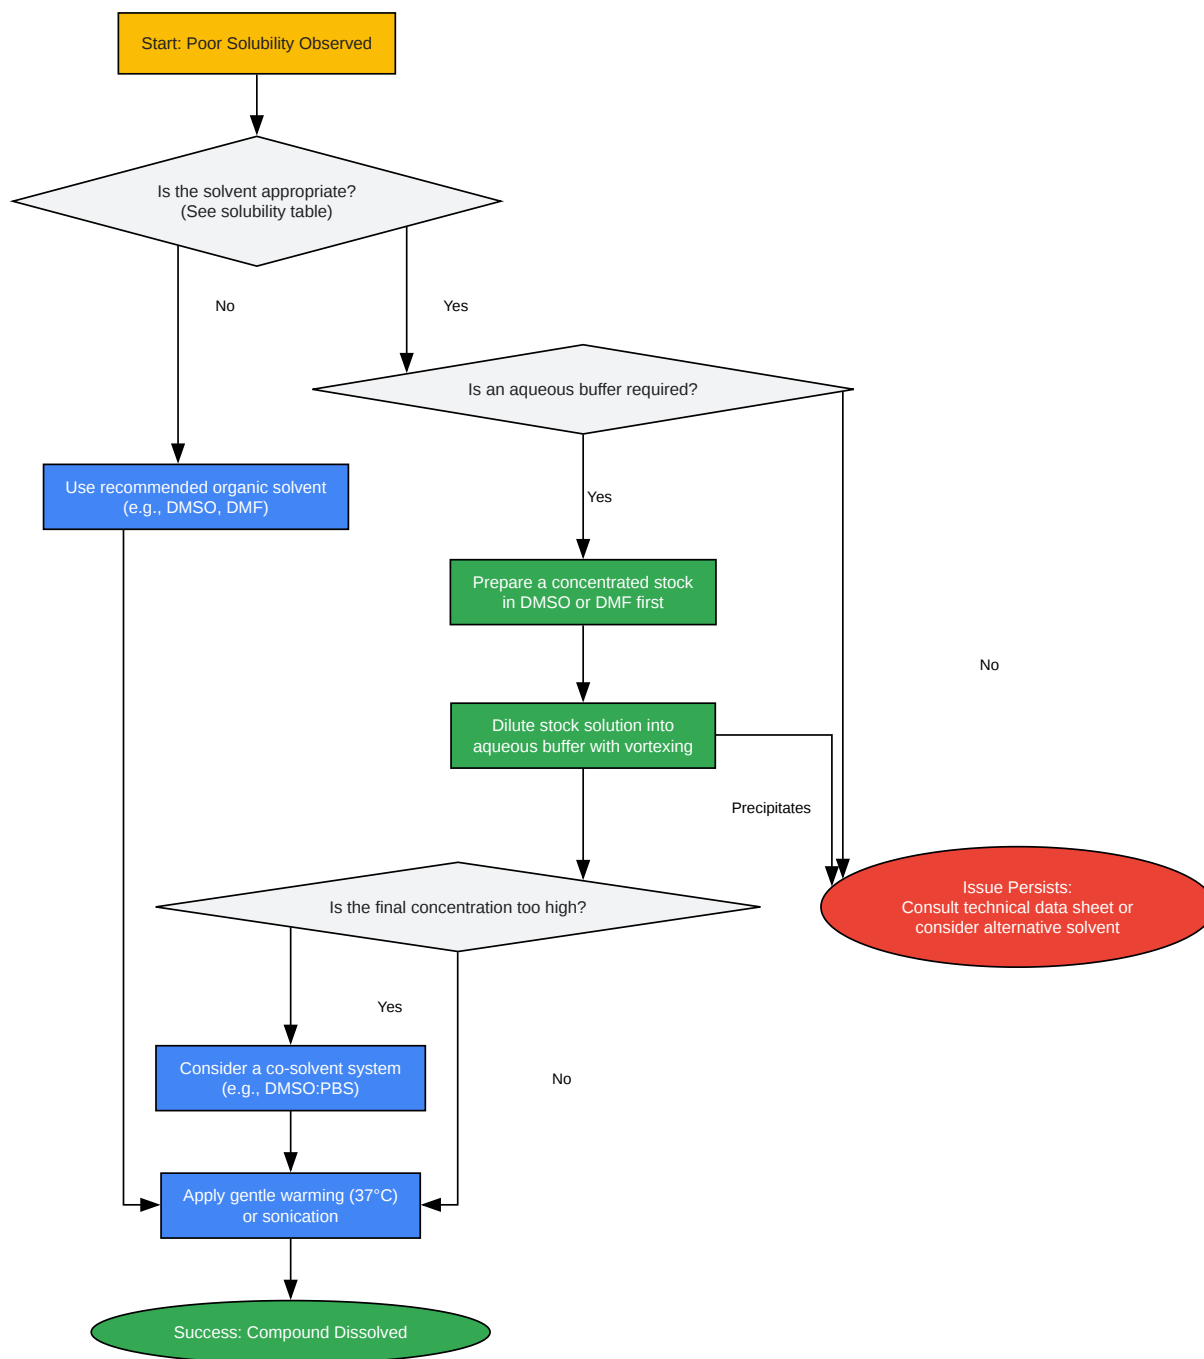 Start: Poor Solubility Observed
Is the solvent appropriate?
(See solubility table)
No
Yes
Is an aqueous buffer required?
Use recommended organic solvent
(e.g., DMSO, DMF)
Yes
Prepare a concentrated stock
in DMSO or DMF first
No
Dilute stock solution into
aqueous buffer with vortexing
Precipitates
Issue Persists:
Consult technical data sheet or
consider alternative solvent
Is the final concentration too high?
Yes
Consider a co-solvent system
(e.g., DMSO:PBS)
No
Apply gentle warming (37°C)
or sonication
Success: Compound Dissolved